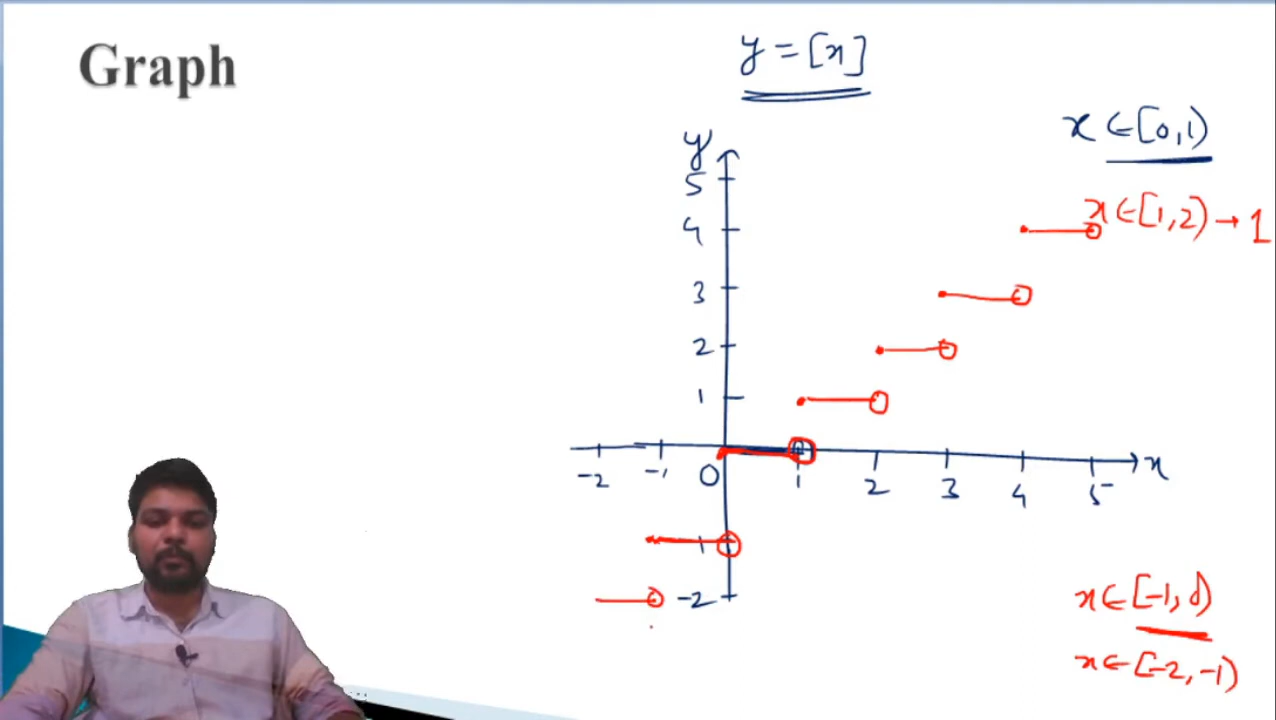 Graph
y = [x]
x ∈ [0,1)
x ∈ [1,2) → 1
y
5
4
3
2
1
-2 -1 0 1 2 3 4 5 x
1
-2
x ∈ [-1,0)
x ∈ [-2,-1)